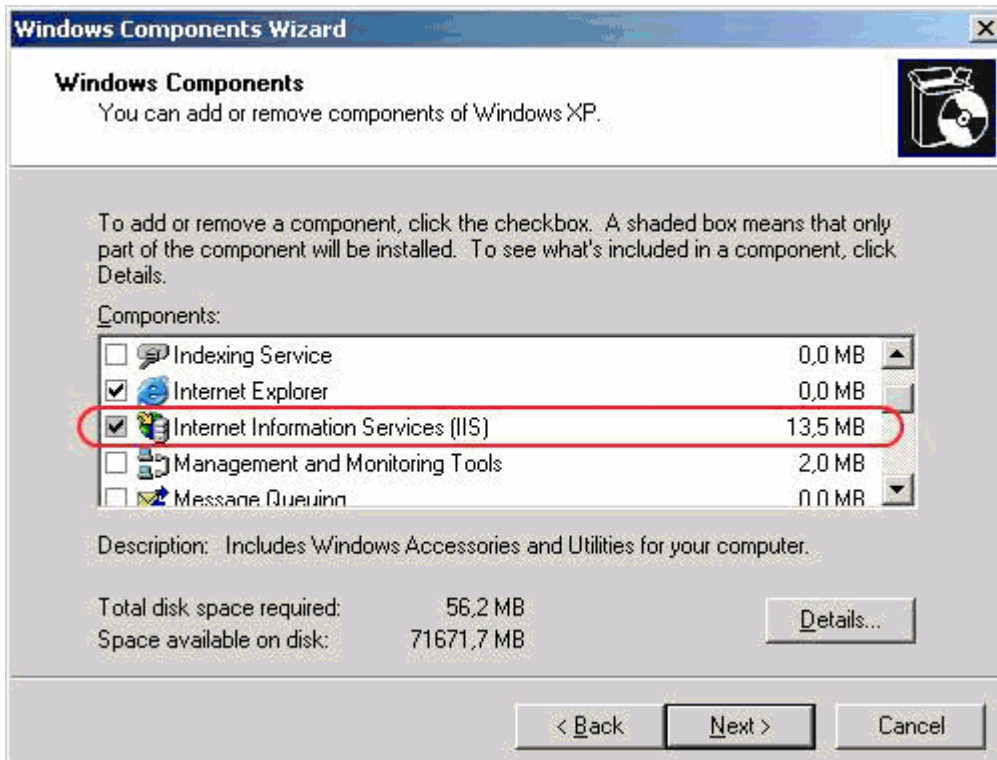 Windows Components Wizard
Windows Components
You can add or remove components of Windows XP.
To add or remove a component, click the checkbox. A shaded box means that only
part of the component will be installed. To see what's included in a component, click
Details.
Components:
Indexing Service 0,0 MB
Internet Explorer 0,0 MB
Internet Information Services (IIS) 13,5 MB
Management and Monitoring Tools 2,0 MB
Message Queuing 0,0 MB
Description: Includes Windows Accessories and Utilities for your computer.
Total disk space required: 56,2 MB
Space available on disk: 71671,7 MB
Details...
< Back Next > Cancel